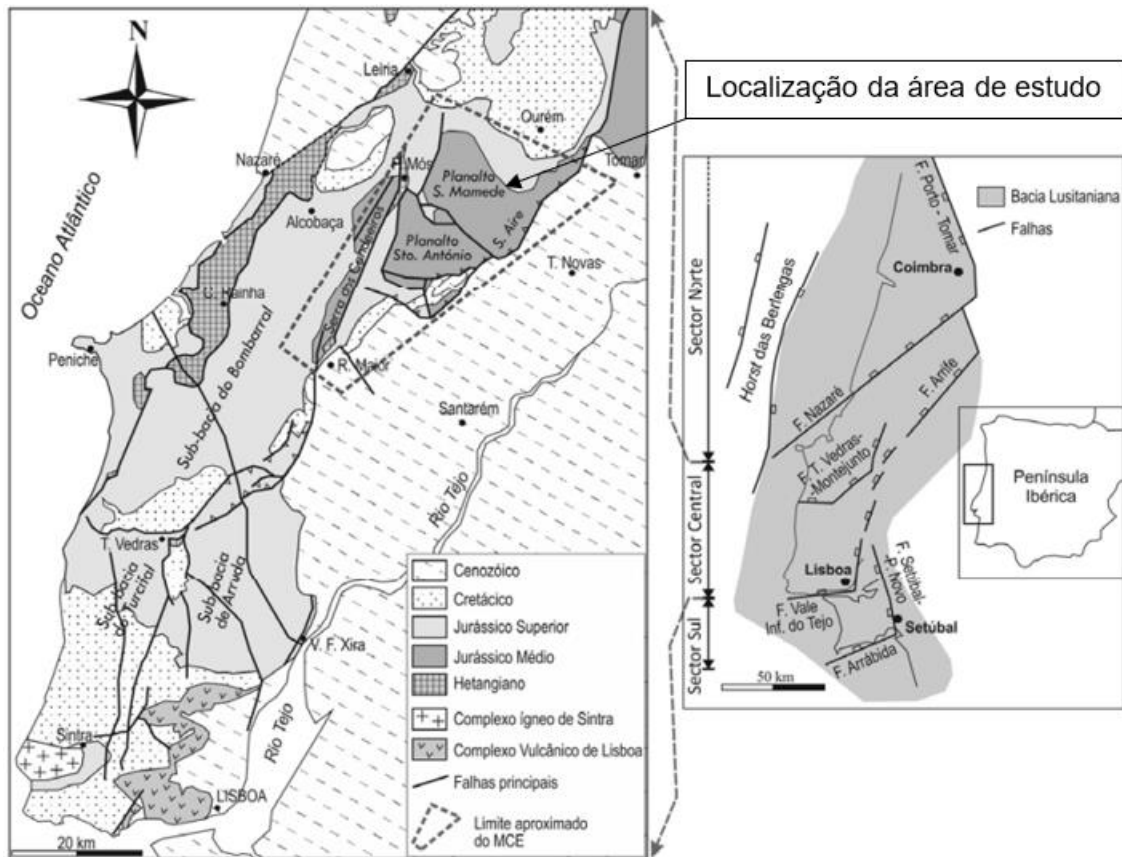 N
Localização da área de estudo
Leiria
Ourém
Nazaré
P. Mós
Tomar
Planalto
S. Mamede
Alcobaça
Oceano Atlântico
Serra dos Candeeiros
Planalto
Sto. António
S. Aire
T. Novas
C. Rainha
Peniche
Sub-bacia do Bombarral
R. Maior
Santarém
Rio Tejo
T. Vedras
Sub-bacia
do Turcifal
Sub-bacia
de Arruda
V. F. Xira
Rio Tejo
Sintra
LISBOA
20 km
Cenozóico
Cretácico
Jurássico Superior
Jurássico Médio
Hetangiano
Complexo ígneo de Sintra
Complexo Vulcânico de Lisboa
Falhas principais
Limite aproximado
do MCE
Sector Norte
Sector Central
Sector Sul
Horst das Berlengas
F. Porto - Tomar
Bacia Lusitaniana
Falhas
Coimbra
F. Nazaré
F. Arrife
F. T. Vedras
-Montejunto
Península
Ibérica
Lisboa
F. Setúbal-
P. Novo
F. Vale
Inf. do Tejo
Setúbal
F. Arrábida
50 km